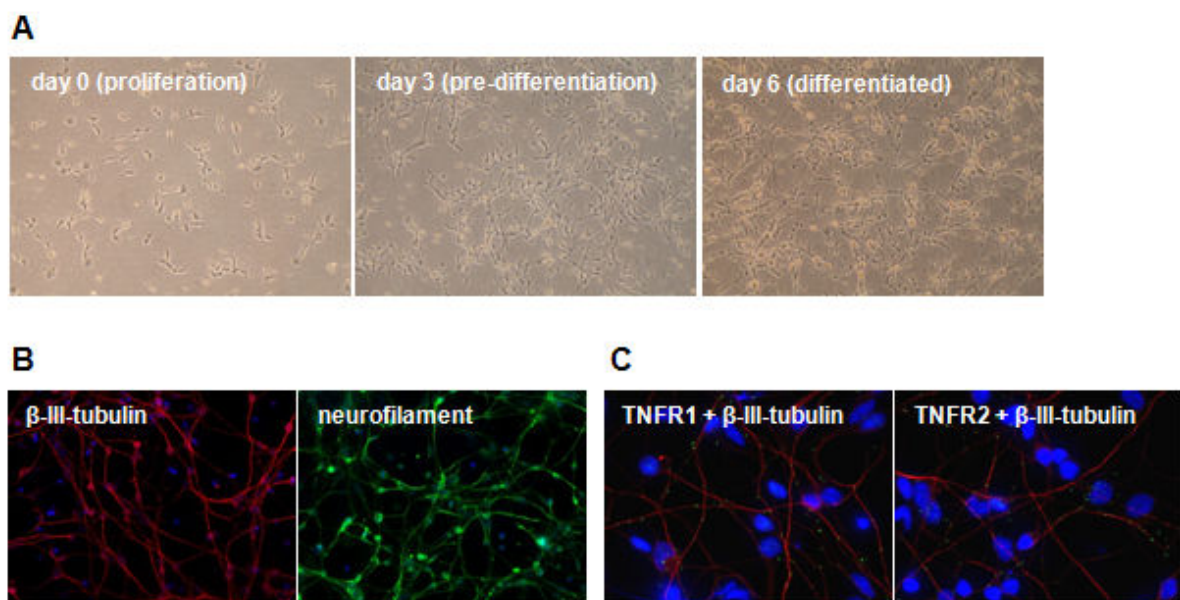 A
day 0 (proliferation)
day 3 (pre-differentiation)
day 6 (differentiated)
B
β-III-tubulin
neurofilament
C
TNFR1 + β-III-tubulin
TNFR2 + β-III-tubulin